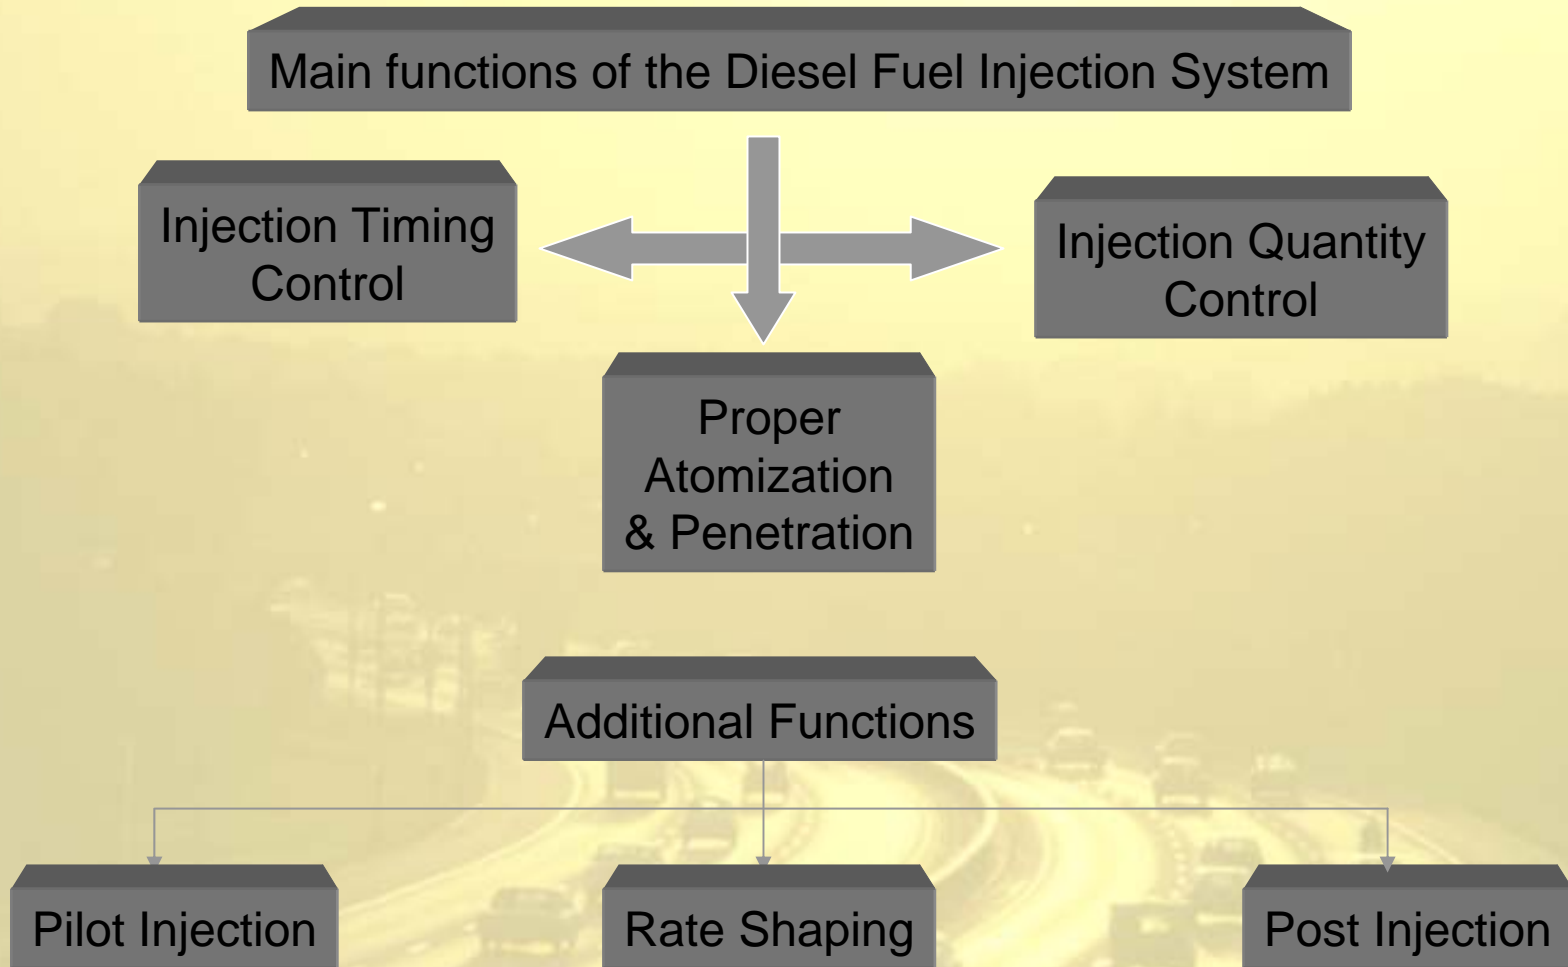 Main functions of the Diesel Fuel Injection System
Injection Timing
Control
Injection Quantity
Control
Proper
Atomization
& Penetration
Additional Functions
Pilot Injection
Rate Shaping
Post Injection